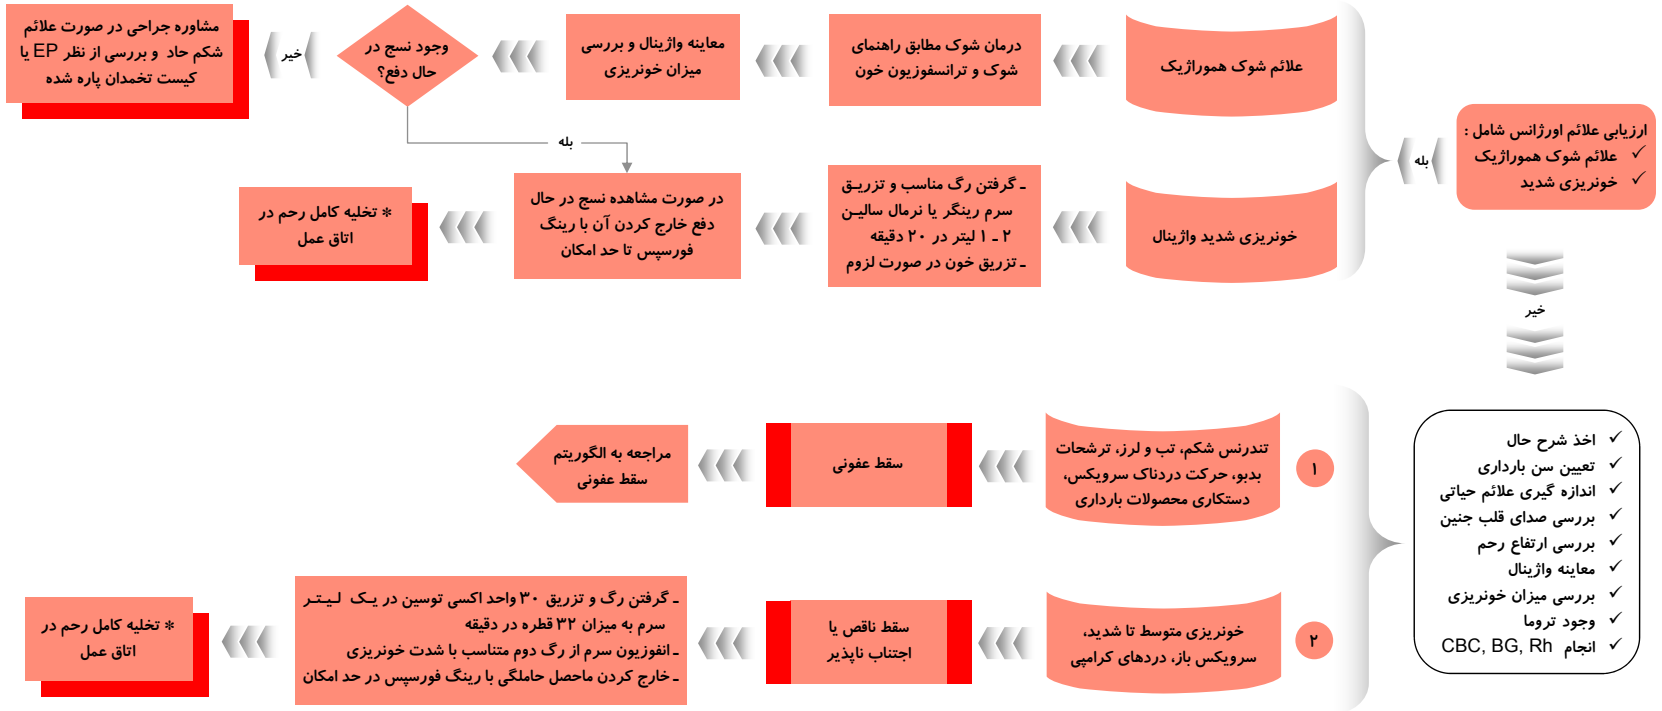 ارزیابی علائم اورژانس شامل :
✓ علائم شوک هموراژیک
✓ خونریزی شدید
بله
علائم شوک هموراژیک
درمان شوک مطابق راهنمای
شوک و ترانسفوزیون خون
معاینه واژینال و بررسی
میزان خونریزی
وجود نسج در
حال دفع؟
خیر
مشاوره جراحی در صورت علائم
شکم حاد و بررسی از نظر EP یا
کیست تخمدان پاره شده
بله
خونریزی شدید واژینال
ـ گرفتن رگ مناسب و تزریـق
سرم رینگر یا نرمال سالیـن
۲ ـ ۱ لیتر در ۲۰ دقیقه
ـ تزریق خون در صورت لزوم
در صورت مشاهده نسج در حال
دفع خارج کردن آن با رینگ
فورسپس تا حد امکان
* تخلیه کامل رحم در
اتاق عمل
خیر
✓ اخذ شرح حال
✓ تعیین سن بارداری
✓ اندازه گیری علائم حیاتی
✓ بررسی صدای قلب جنین
✓ بررسی ارتفاع رحم
✓ معاینه واژینال
✓ بررسی میزان خونریزی
✓ وجود تروما
✓ انجام CBC, BG, Rh
۱
تندرنس شکم، تب و لرز، ترشحات
بدبو، حرکت دردناک سرویکس،
دستکاری محصولات بارداری
سقط عفونی
مراجعه به الگوریتم
سقط عفونی
۲
خونریزی متوسط تا شدید،
سرویکس باز، دردهای کرامپی
سقط ناقص یا
اجتناب ناپذیر
ـ گرفتن رگ و تزریق ۳۰ واحد اکسی توسین در یـک لـیـتـر
سرم به میزان ۳۲ قطره در دقیقه
ـ انفوزیون سرم از رگ دوم متناسب با شدت خونریزی
ـ خارج کردن ماحصل حاملگی با رینگ فورسپس در حد امکان
* تخلیه کامل رحم در
اتاق عمل